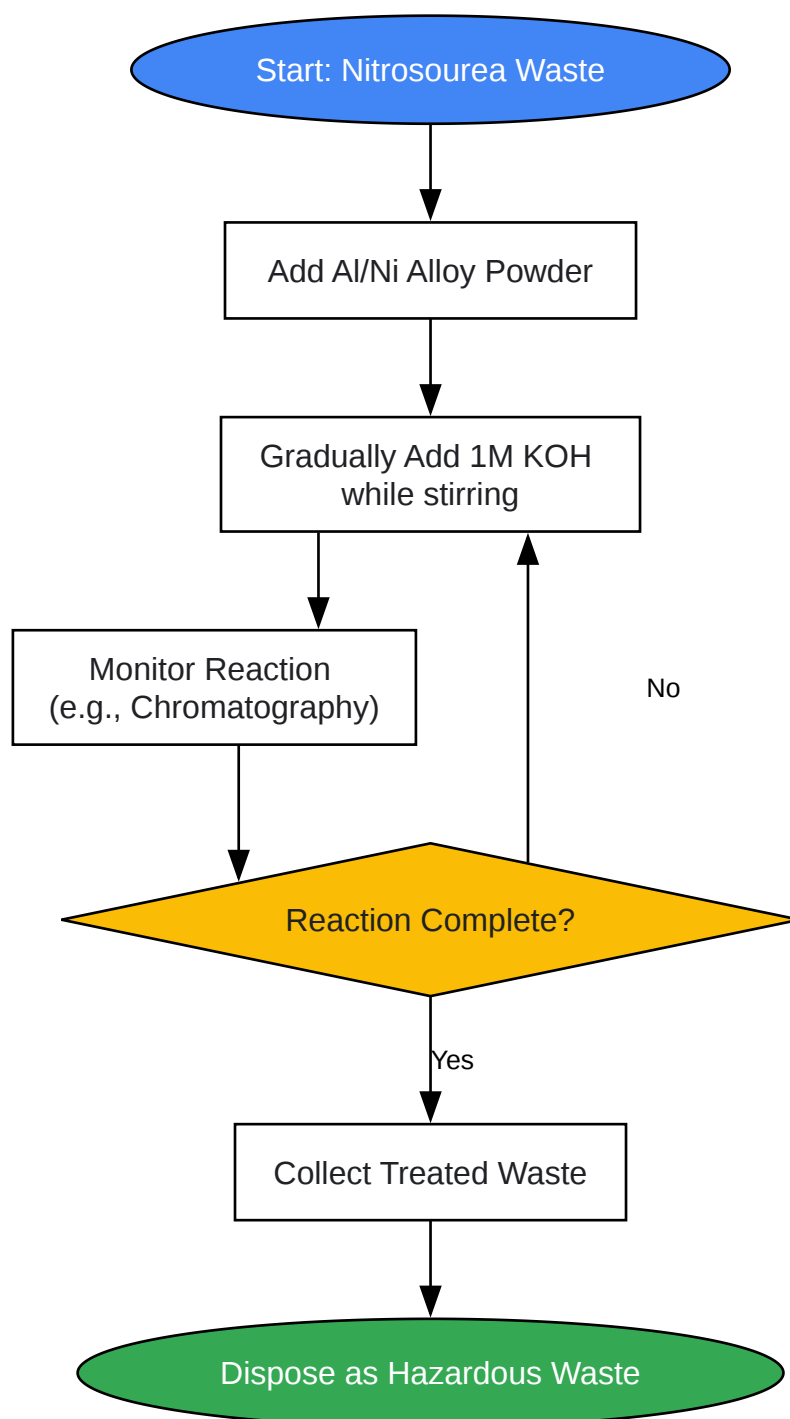 Start: Nitrosourea Waste
Add Al/Ni Alloy Powder
Gradually Add 1M KOH
while stirring
Monitor Reaction
(e.g., Chromatography)
No
Reaction Complete?
Yes
Collect Treated Waste
Dispose as Hazardous Waste